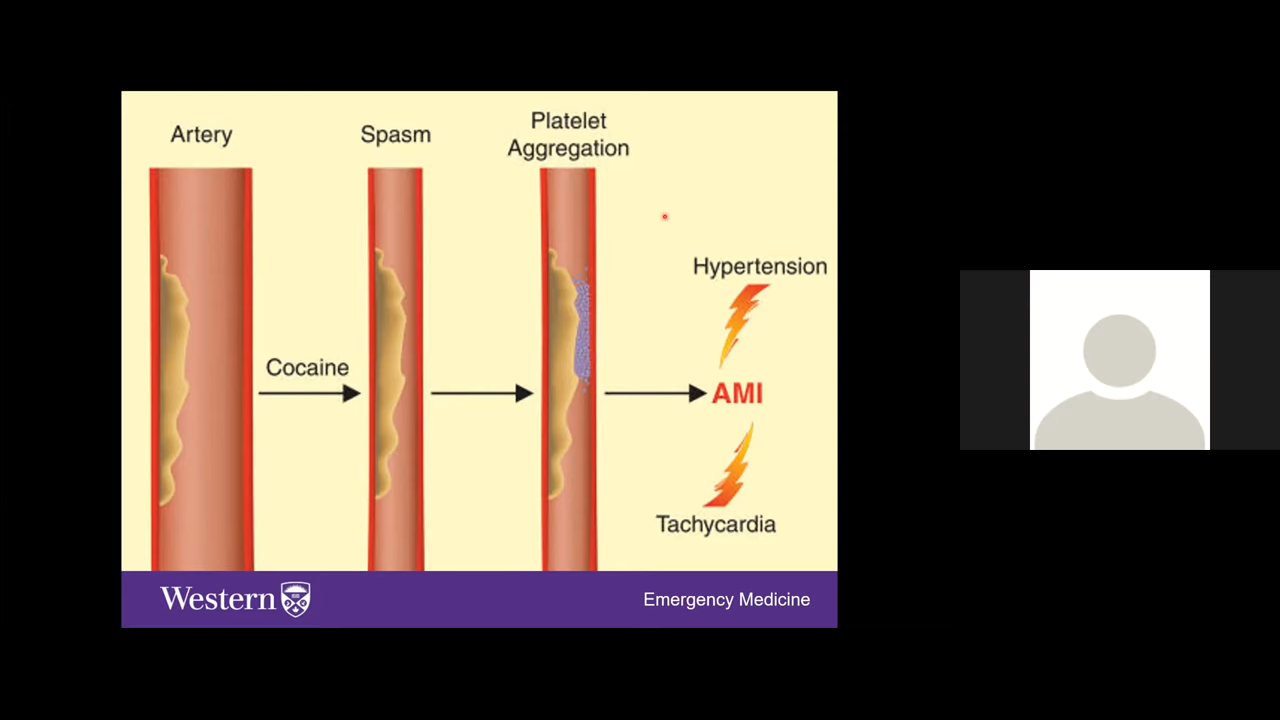 Artery
Spasm
Platelet
Aggregation
Hypertension
Cocaine
AMI
Tachycardia
Western
Emergency Medicine